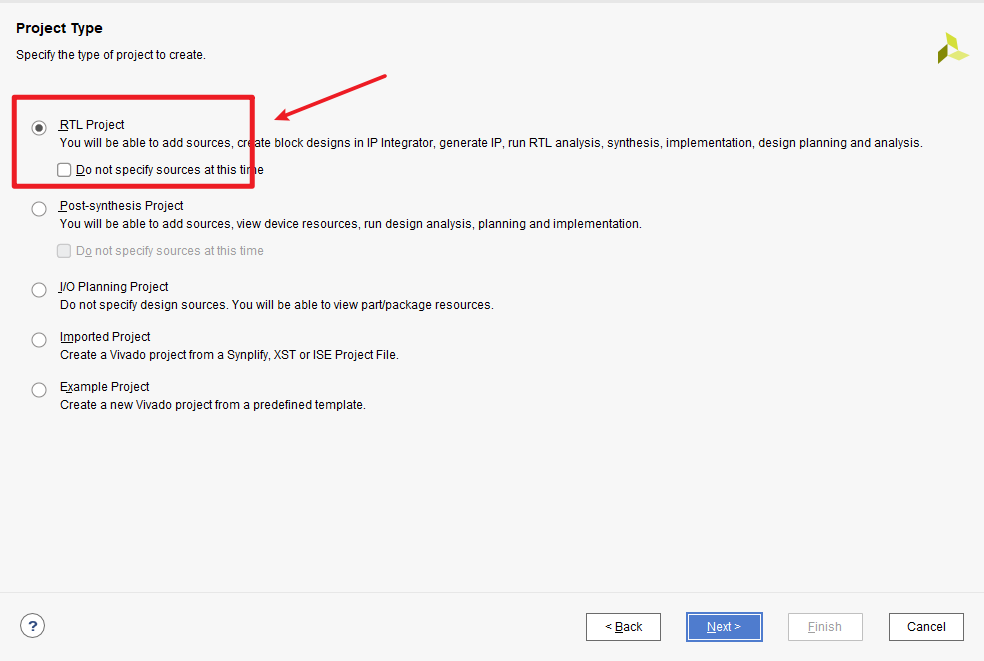 Project Type
Specify the type of project to create.
RTL Project
You will be able to add sources, create block designs in IP Integrator, generate IP, run RTL analysis, synthesis, implementation, design planning and analysis.
Do not specify sources at this time
Post-synthesis Project
You will be able to add sources, view device resources, run design analysis, planning and implementation.
Do not specify sources at this time
I/O Planning Project
Do not specify design sources. You will be able to view part/package resources.
Imported Project
Create a Vivado project from a Synplify, XST or ISE Project File.
Example Project
Create a new Vivado project from a predefined template.
? < Back Next > Finish Cancel